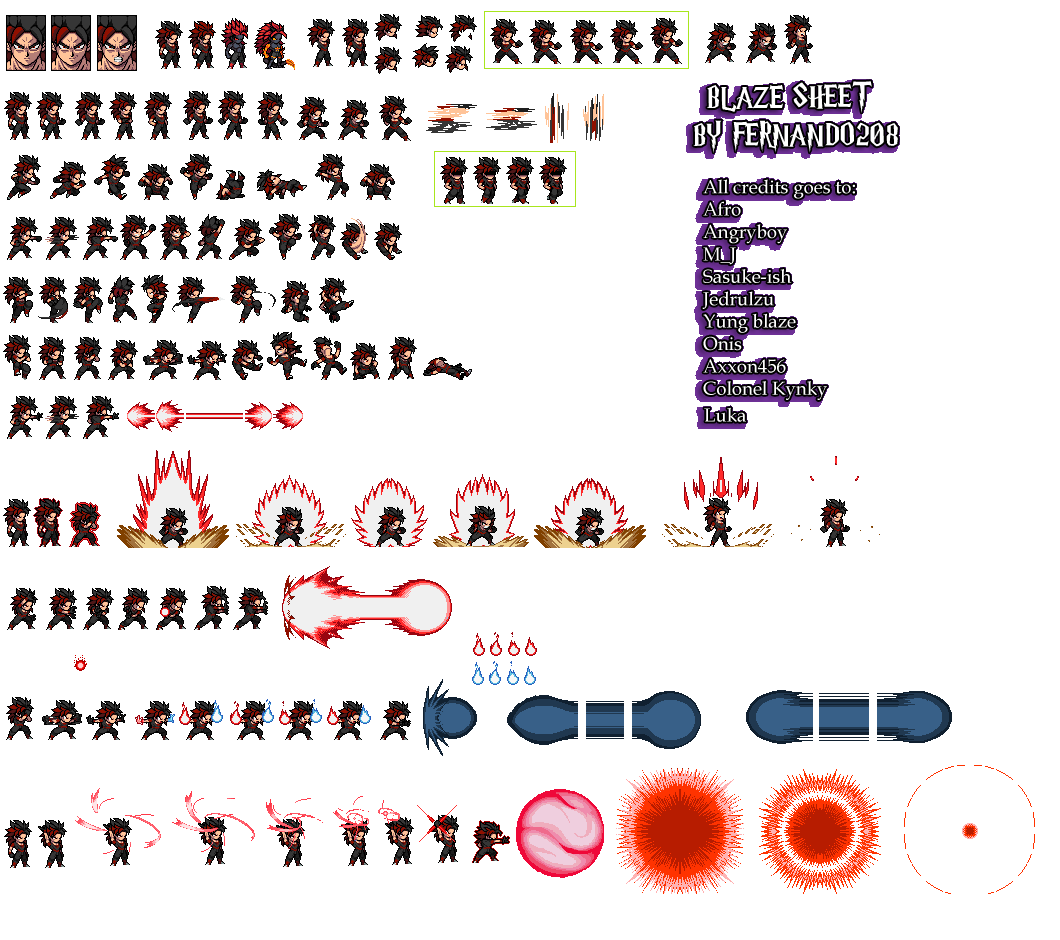 BLAZE SHEET
BY FERNANDO208
All credits goes to:
Afro
Angryboy
M_J
Sasuke-ish
Jedrulzu
Yung blaze
Onis
Axxon456
Colonel Kynky
Luka